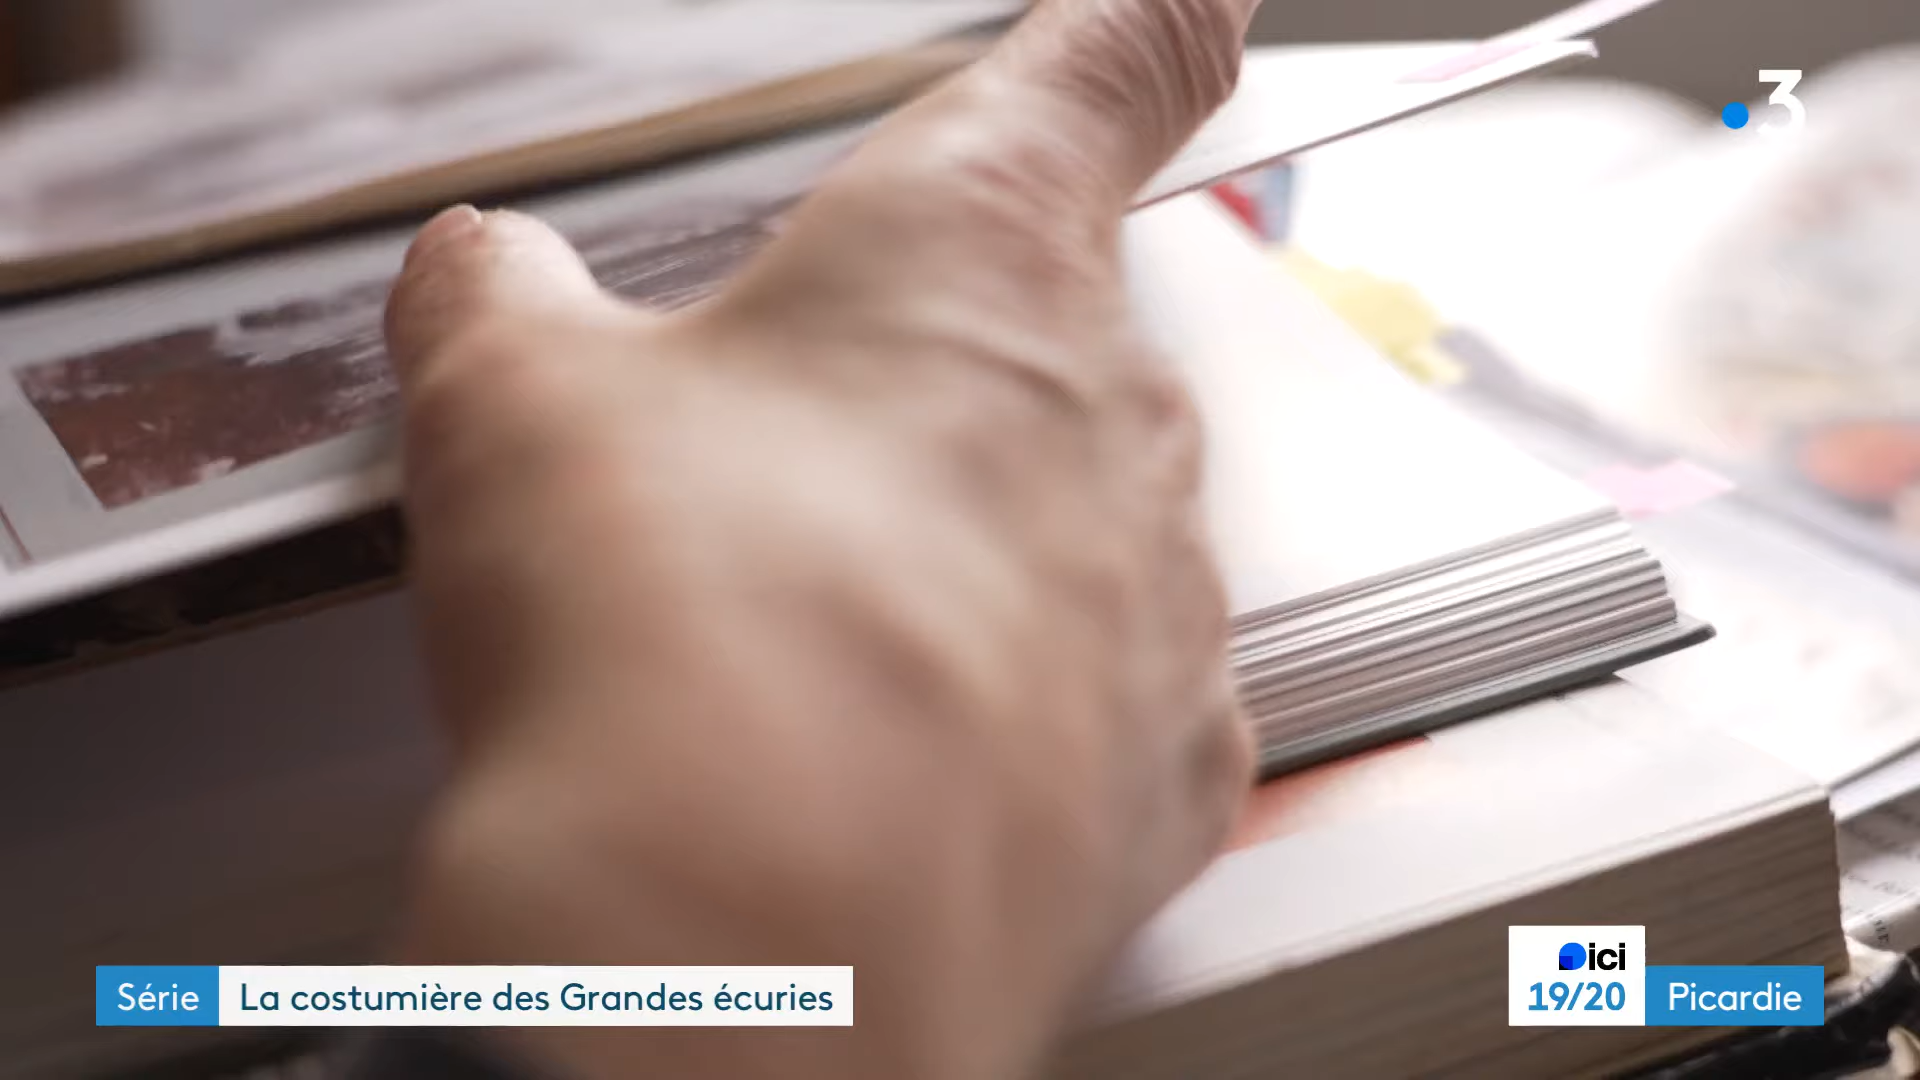 3
Série
La costumière des Grandes écuries
ici
19/20
Picardie